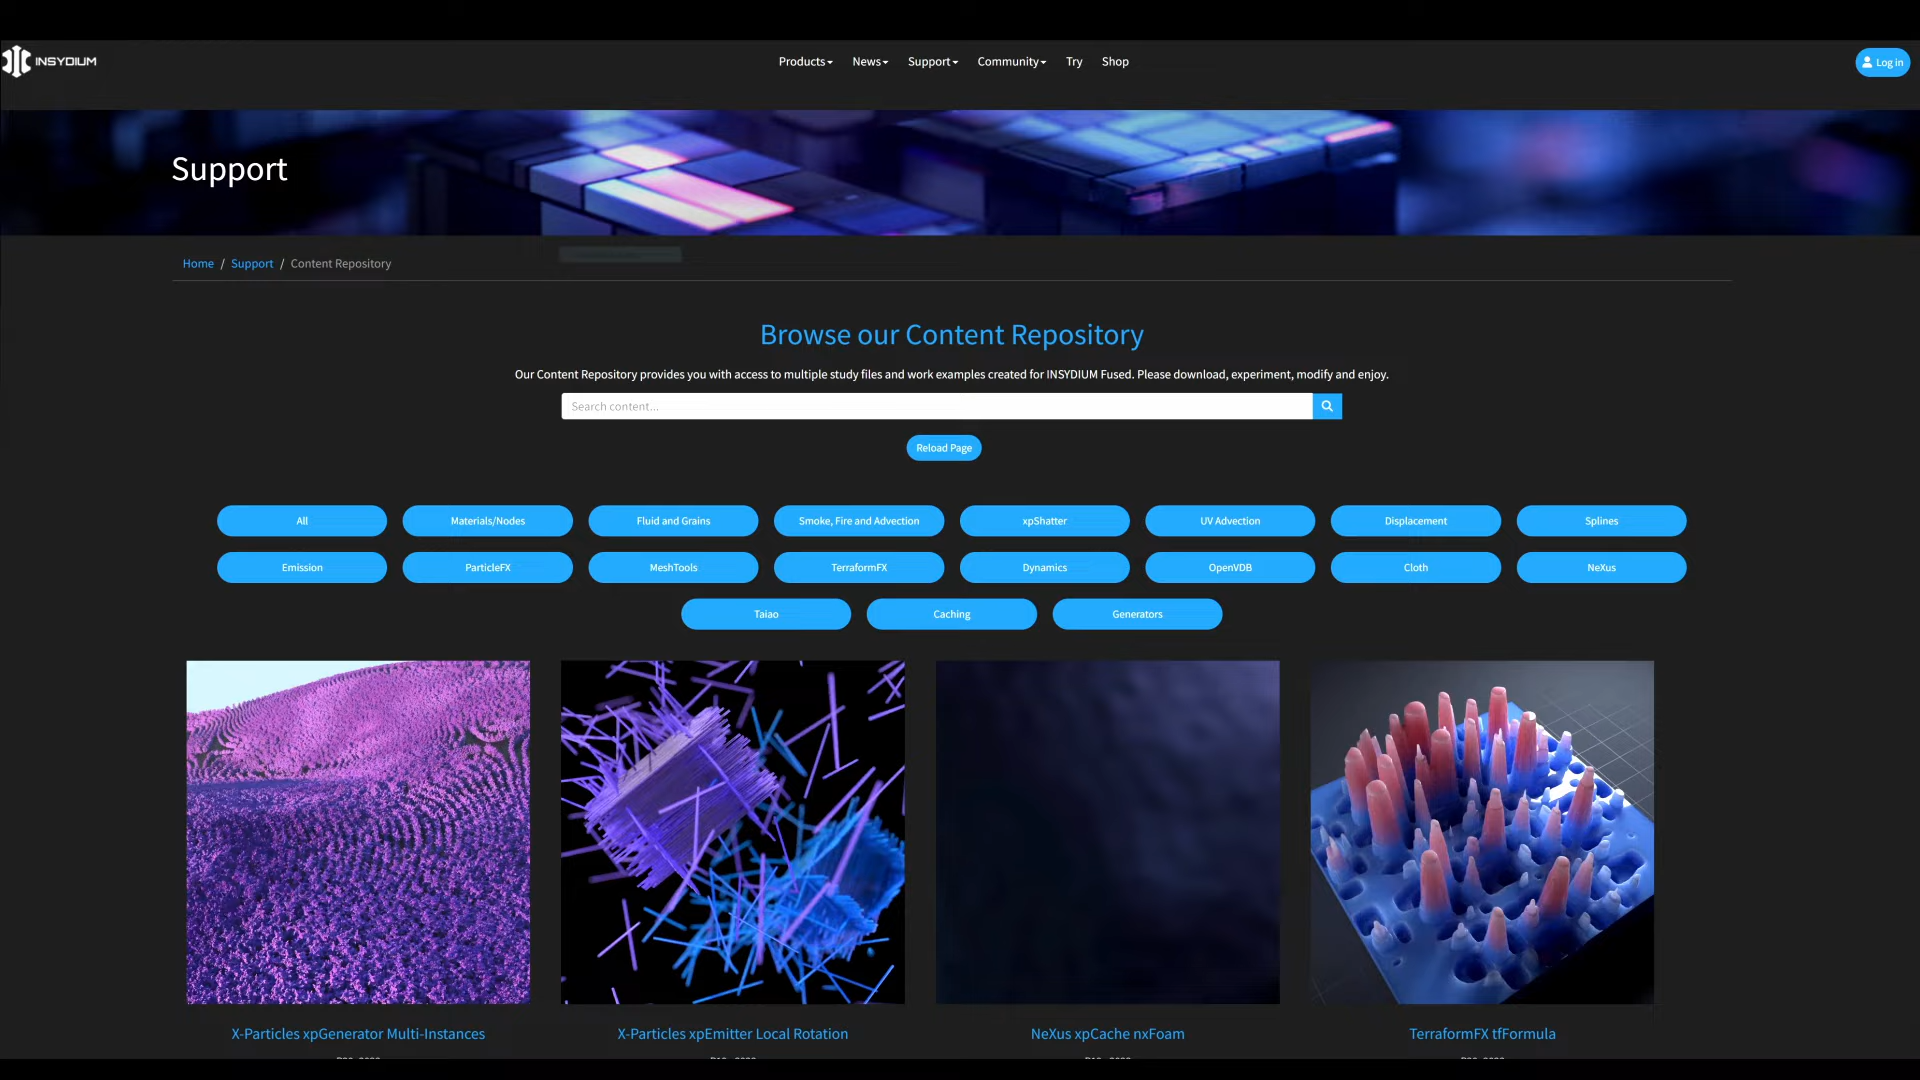 INSYDIUM
Products
News
Support
Community
Try
Shop
Log in
Support
Home / Support / Content Repository
Browse our Content Repository
Our Content Repository provides you with access to multiple study files and work examples created for INSYDIUM Fused. Please download, experiment, modify and enjoy.
Search content...
Reload Page
All
Materials/Nodes
Fluid and Grains
Smoke, Fire and Advection
xpShatter
UV Advection
Displacement
Splines
Emission
ParticleFX
MeshTools
TerraformFX
Dynamics
OpenVDB
Cloth
NeXus
Taiao
Caching
Generators
X-Particles xpGenerator Multi-Instances
X-Particles xpEmitter Local Rotation
NeXus xpCache nxFoam
TerraformFX tfFormula